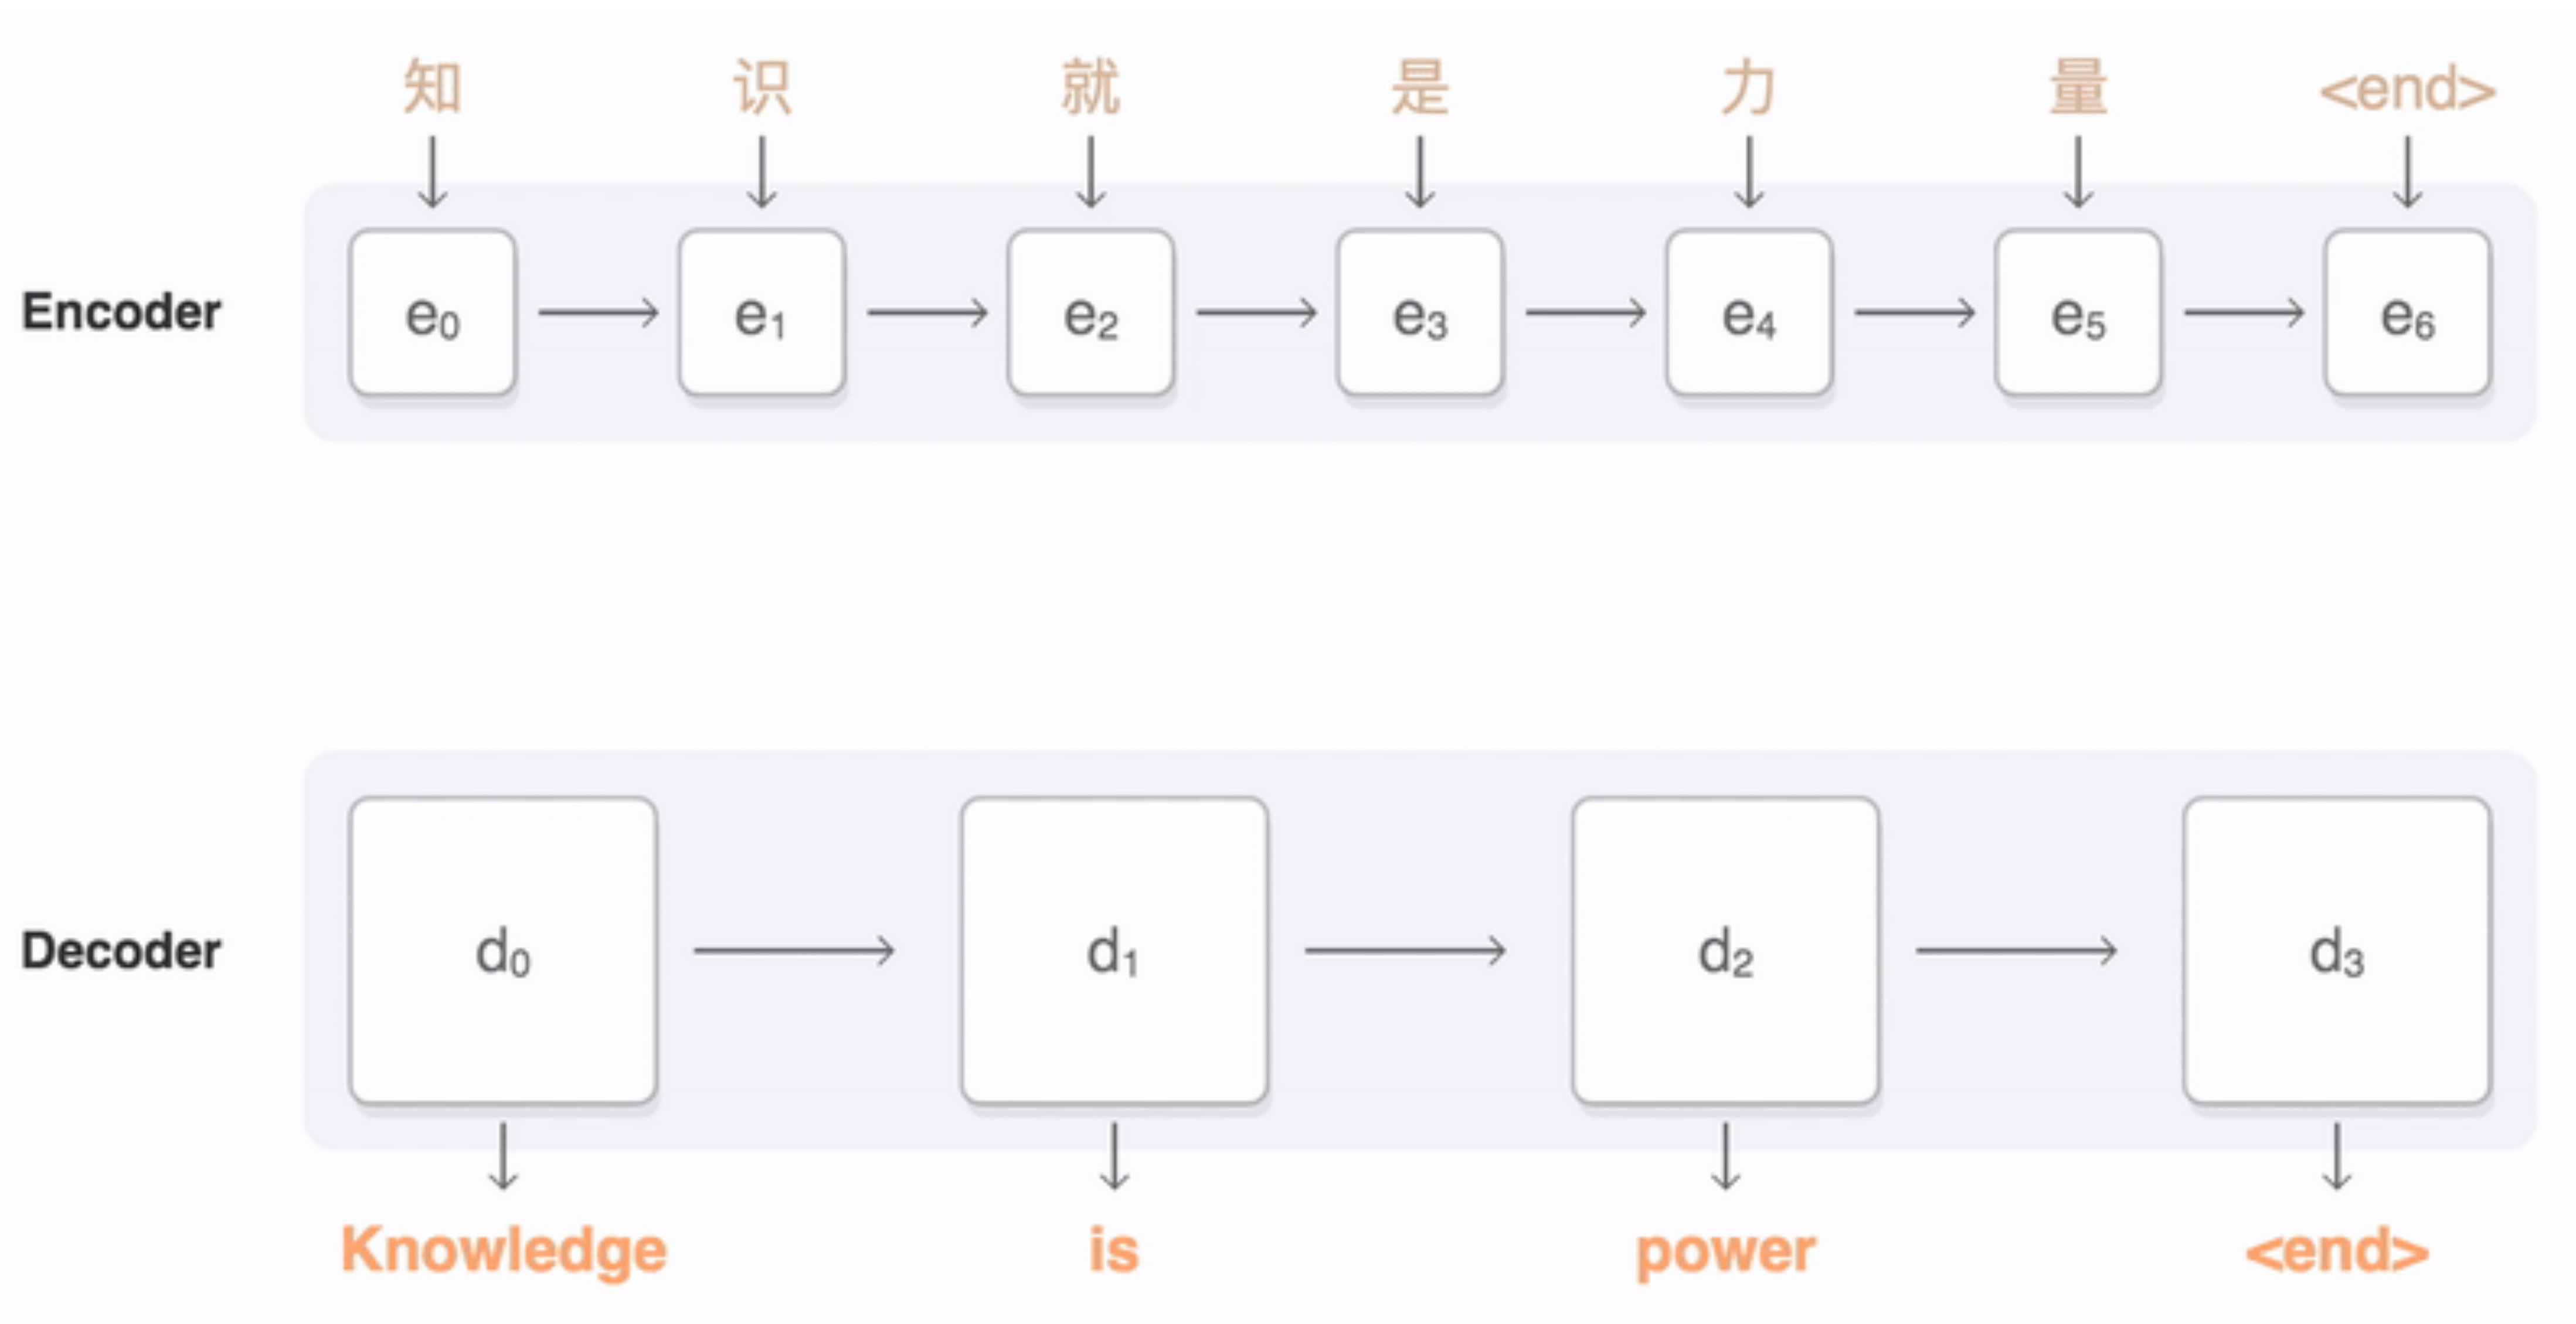 知 识 就 是 力 量 <end>
Encoder e0 e1 e2 e3 e4 e5 e6
Decoder d0 d1 d2 d3
Knowledge is power <end>